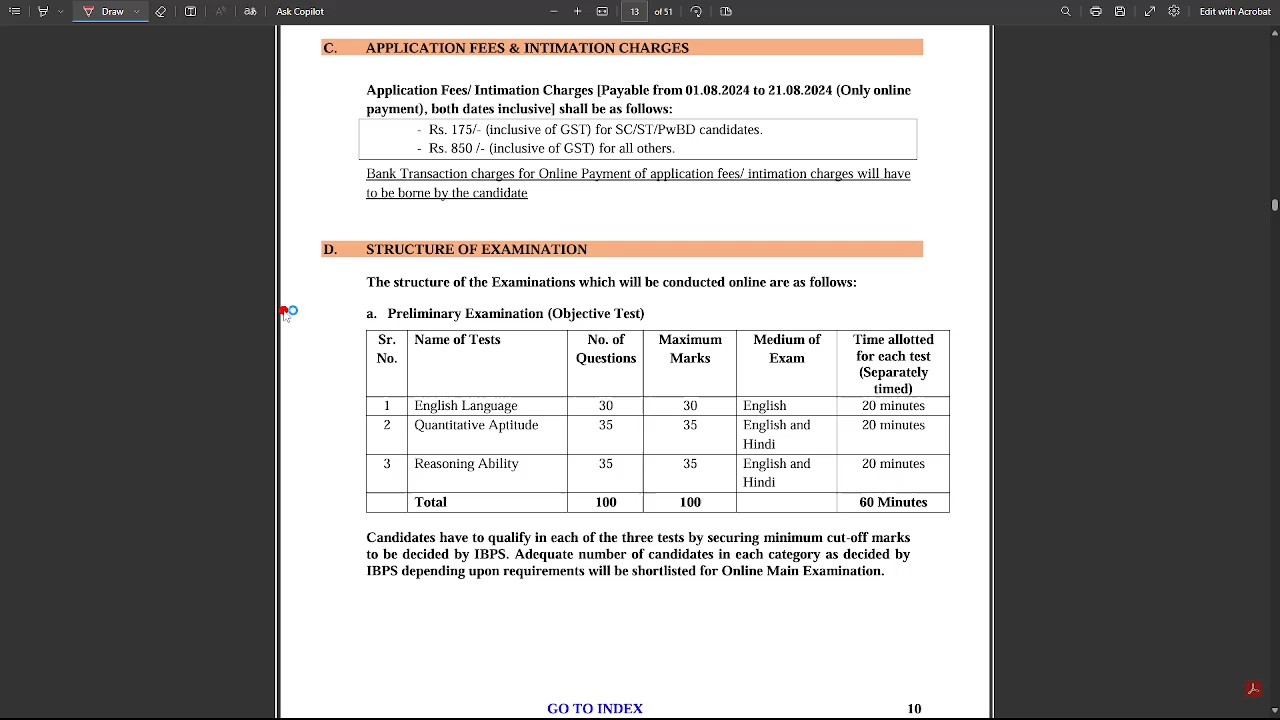 Draw
Ask Copilot
13 of 51
Edit with Acrobat
C. APPLICATION FEES & INTIMATION CHARGES
Application Fees/ Intimation Charges [Payable from 01.08.2024 to 21.08.2024 (Only online
payment), both dates inclusive] shall be as follows:
- Rs. 175/- (inclusive of GST) for SC/ST/PwBD candidates.
- Rs. 850 /- (inclusive of GST) for all others.
Bank Transaction charges for Online Payment of application fees/ intimation charges will have
to be borne by the candidate
D. STRUCTURE OF EXAMINATION
The structure of the Examinations which will be conducted online are as follows:
a. Preliminary Examination (Objective Test)
Sr. No. Name of Tests No. of Questions Maximum Marks Medium of Exam Time allotted for each test (Separately timed)
1 English Language 30 30 English 20 minutes
2 Quantitative Aptitude 35 35 English and Hindi 20 minutes
3 Reasoning Ability 35 35 English and Hindi 20 minutes
Total 100 100 60 Minutes
Candidates have to qualify in each of the three tests by securing minimum cut-off marks
to be decided by IBPS. Adequate number of candidates in each category as decided by
IBPS depending upon requirements will be shortlisted for Online Main Examination.
GO TO INDEX 10